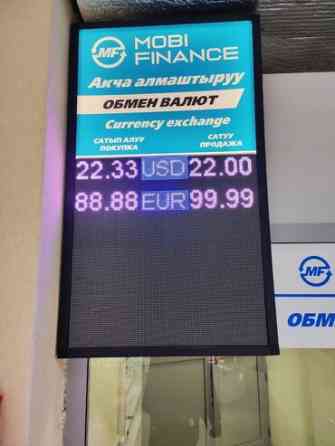 MF
MOBI
FINANCE
Акча алмаштыруу
ОБМЕН ВАЛЮТ
Currency exchange
САТЫП АЛУУ САТУУ
ПОКУПКА ПРОДАЖА
22.33 USD 22.00
88.88 EUR 99.99
MF
ОБМ